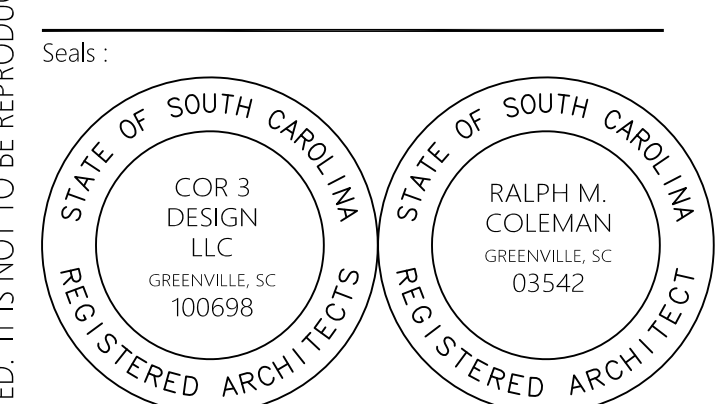 ED. IT IS NOT TO BE REPRODUC
Seals :
STATE OF SOUTH CAROLINA
COR 3
DESIGN
LLC
GREENVILLE, SC
100698
REGISTERED ARCHITECTS
STATE OF SOUTH CAROLINA
RALPH M.
COLEMAN
GREENVILLE, SC
03542
REGISTERED ARCHITECT